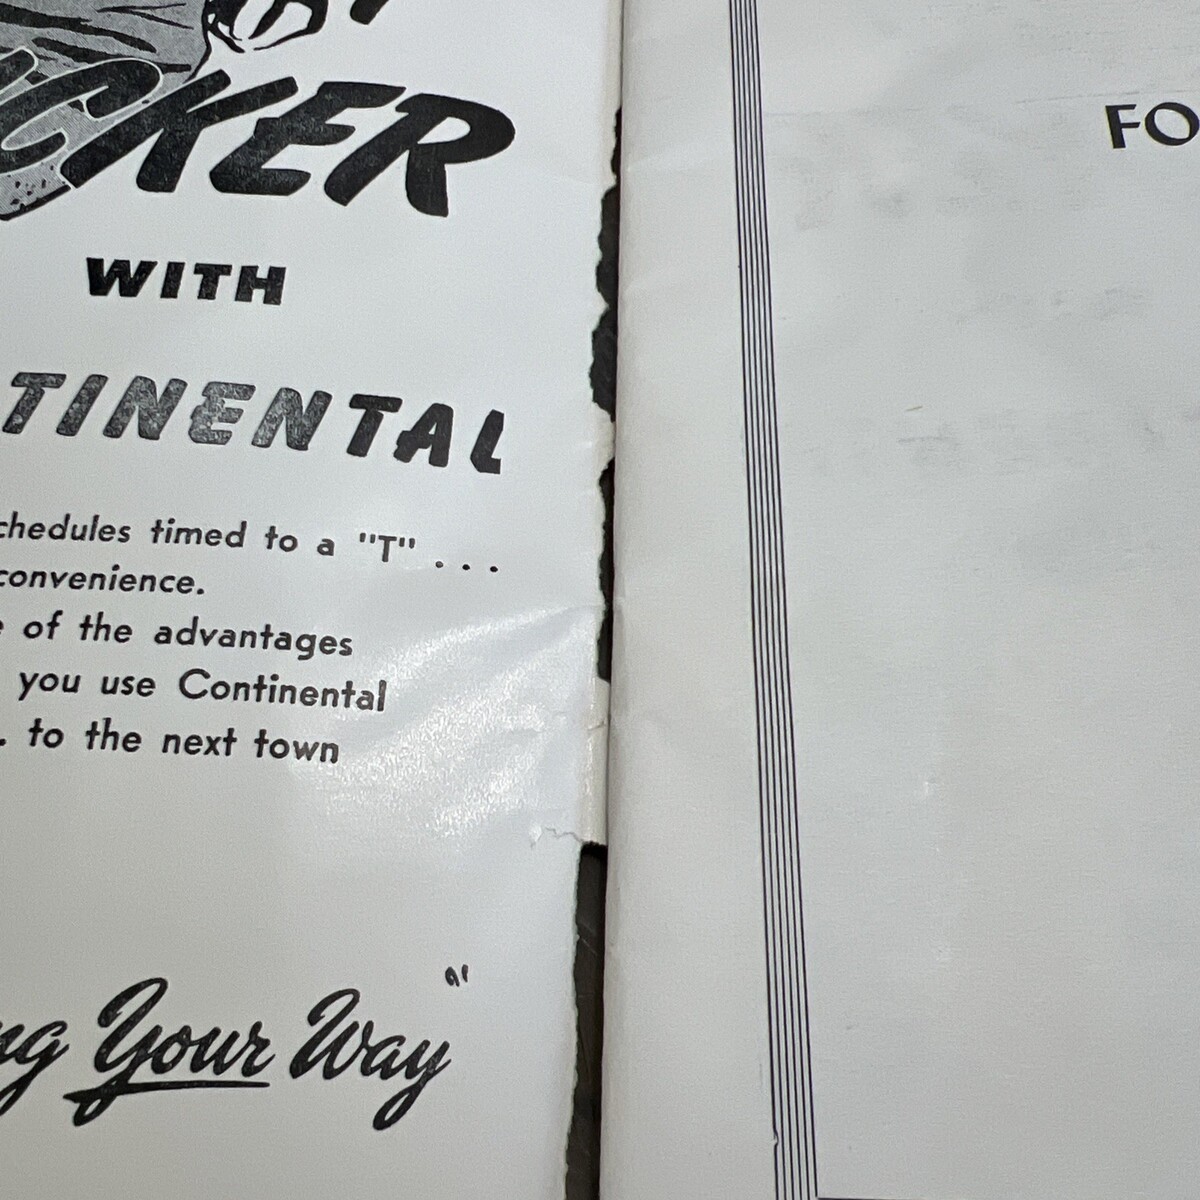 CKER
WITH
TINENTAL
chedules timed to a "T" . . .
convenience.
of the advantages
you use Continental
. to the next town
ng Your Way"
FO